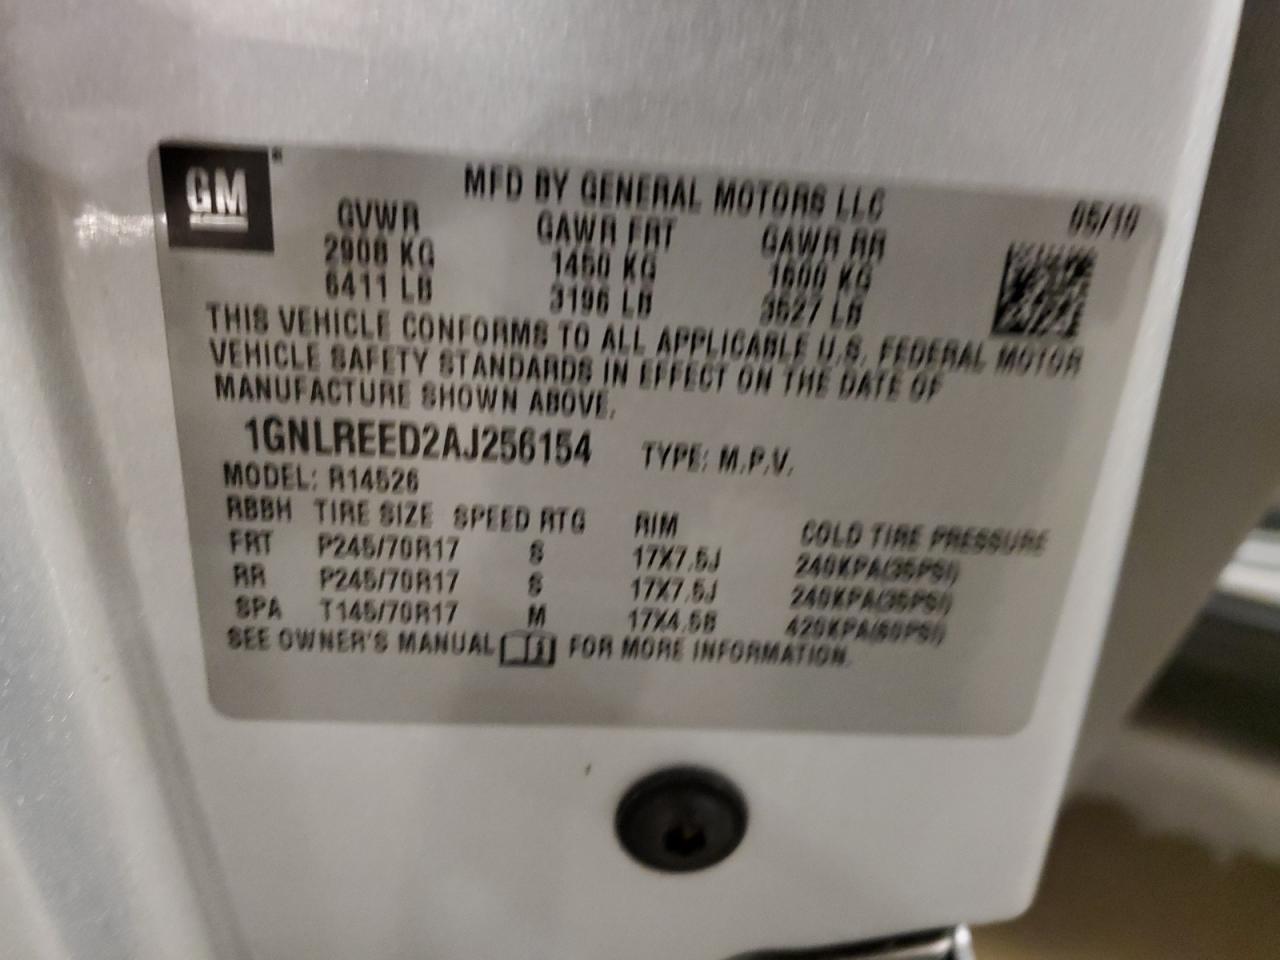 GM
MFD BY GENERAL MOTORS LLC
05/10
GVWR GAWR FRT GAWR RR
2908 KG 1450 KG 1600 KG
6411 LB 3196 LB 3527 LB
THIS VEHICLE CONFORMS TO ALL APPLICABLE U.S. FEDERAL MOTOR
VEHICLE SAFETY STANDARDS IN EFFECT ON THE DATE OF
MANUFACTURE SHOWN ABOVE.
1GNLREED2AJ256154 TYPE: M.P.V.
MODEL: R14526
RBBH TIRE SIZE SPEED RTG RIM COLD TIRE PRESSURE
FRT P245/70R17 S 17X7.5J 240KPA(35PSI)
RR P245/70R17 S 17X7.5J 240KPA(35PSI)
SPA T145/70R17 M 17X4.5B 420KPA(60PSI)
SEE OWNER'S MANUAL FOR MORE INFORMATION.